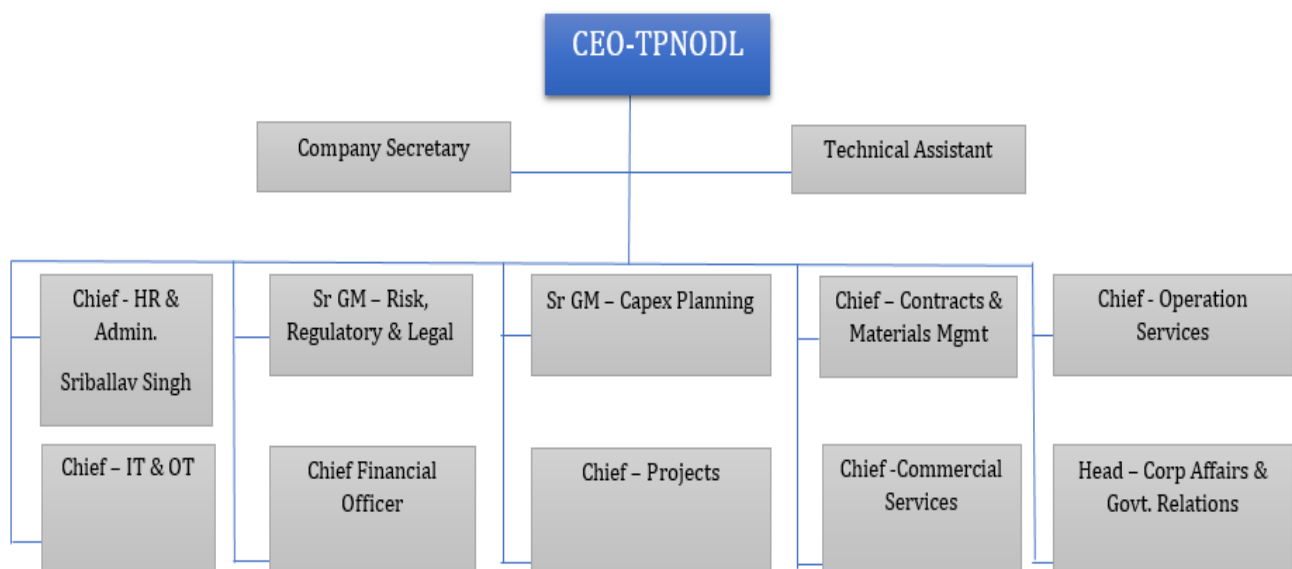 CEO-TPNODL
Company Secretary
Technical Assistant
Chief - HR &
Admin.
Sriballav Singh
Sr GM – Risk,
Regulatory & Legal
Sr GM – Capex Planning
Chief – Contracts &
Materials Mgmt
Chief - Operation
Services
Chief – IT & OT
Chief Financial
Officer
Chief – Projects
Chief -Commercial
Services
Head – Corp Affairs &
Govt. Relations